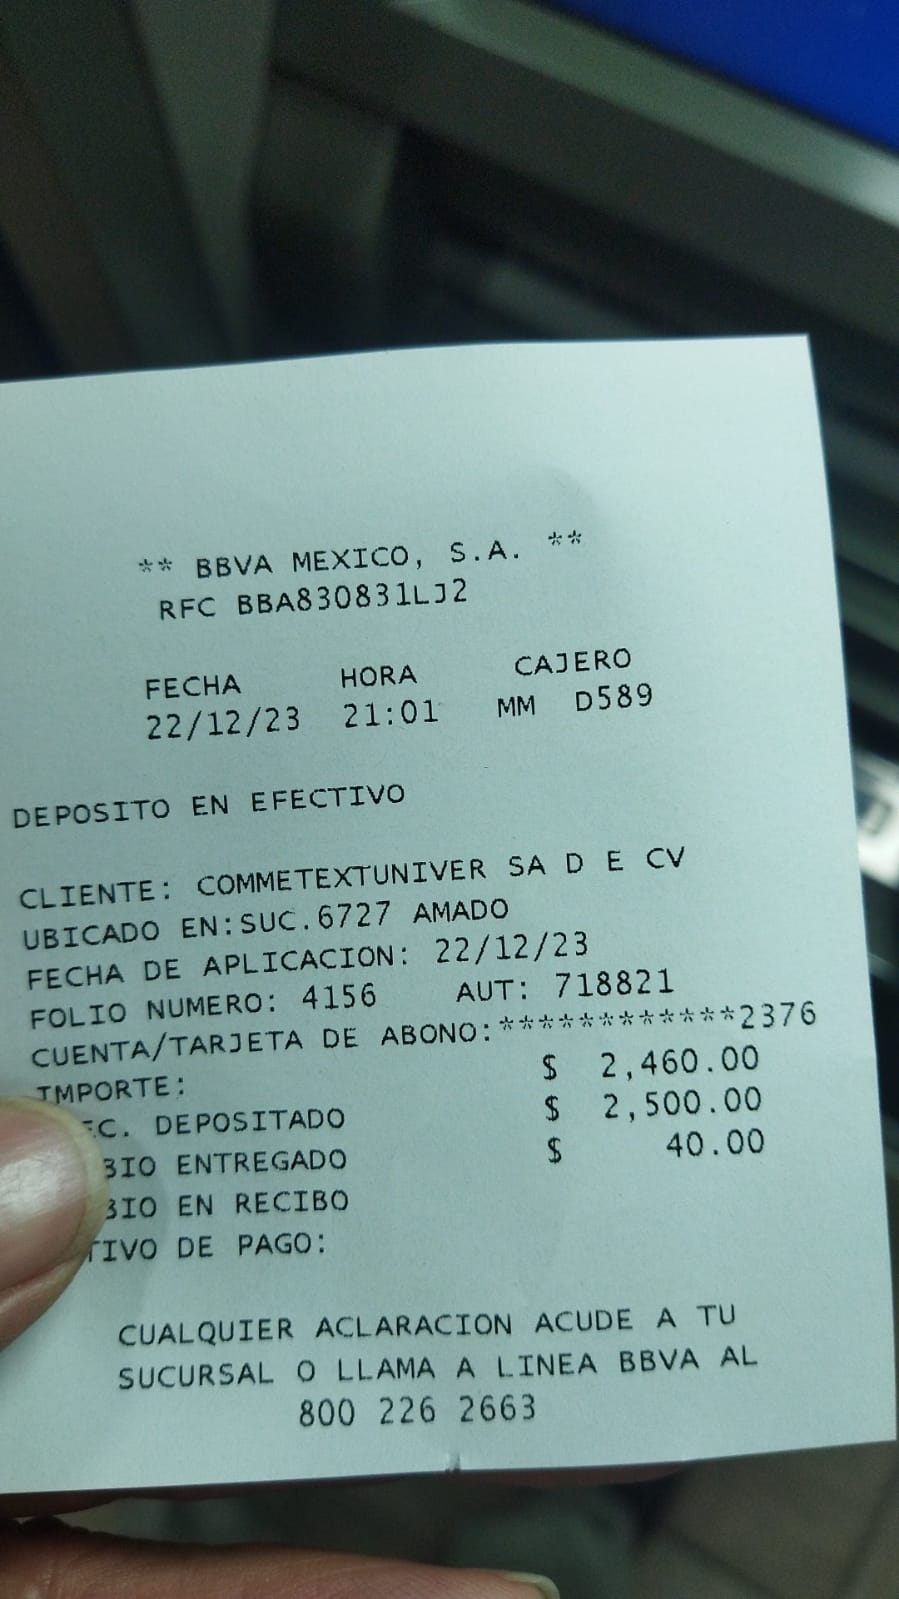 ** BBVA MEXICO, S.A. **
RFC BBA830831LJ2
FECHA HORA CAJERO
22/12/23 21:01 MM D589
DEPOSITO EN EFECTIVO
CLIENTE: COMMETEXTUNIVER SA D E CV
UBICADO EN:SUC.6727 AMADO
FECHA DE APLICACION: 22/12/23
FOLIO NUMERO: 4156 AUT: 718821
CUENTA/TARJETA DE ABONO:************2376
IMPORTE: $ 2,460.00
DEPOSITADO $ 2,500.00
ENTREGADO $ 40.00
EN RECIBO
DE PAGO:
CUALQUIER ACLARACION ACUDE A TU
SUCURSAL O LLAMA A LINEA BBVA AL
800 226 2663